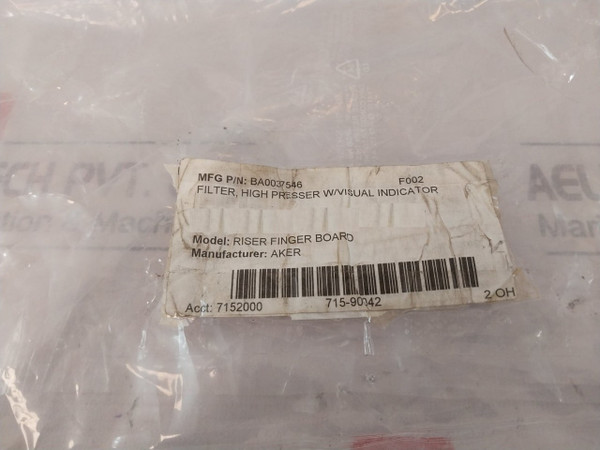 MFG P/N: BA0037546 F002
FILTER, HIGH PRESSER W/VISUAL INDICATOR
Model: RISER FINGER BOARD
Manufacturer: AKER
Acct: 7152000 715-90042 2 OH